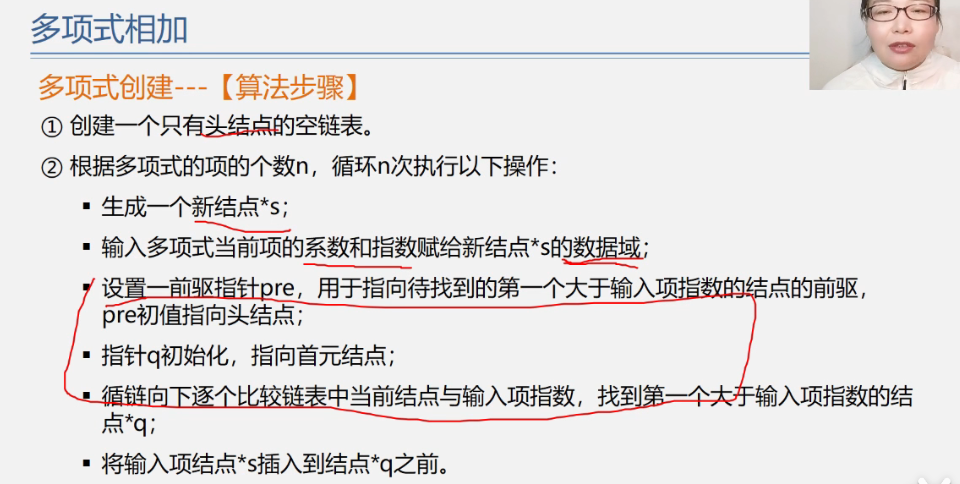 多项式相加
多项式创建---【算法步骤】
① 创建一个只有头结点的空链表。
② 根据多项式的项的个数n，循环n次执行以下操作：
▪ 生成一个新结点*s；
▪ 输入多项式当前项的系数和指数赋给新结点*s的数据域；
▪ 设置一前驱指针pre，用于指向待找到的第一个大于输入项指数的结点的前驱，
pre初值指向头结点；
▪ 指针q初始化，指向首元结点；
▪ 循链向下逐个比较链表中当前结点与输入项指数，找到第一个大于输入项指数的结
点*q；
▪ 将输入项结点*s插入到结点*q之前。